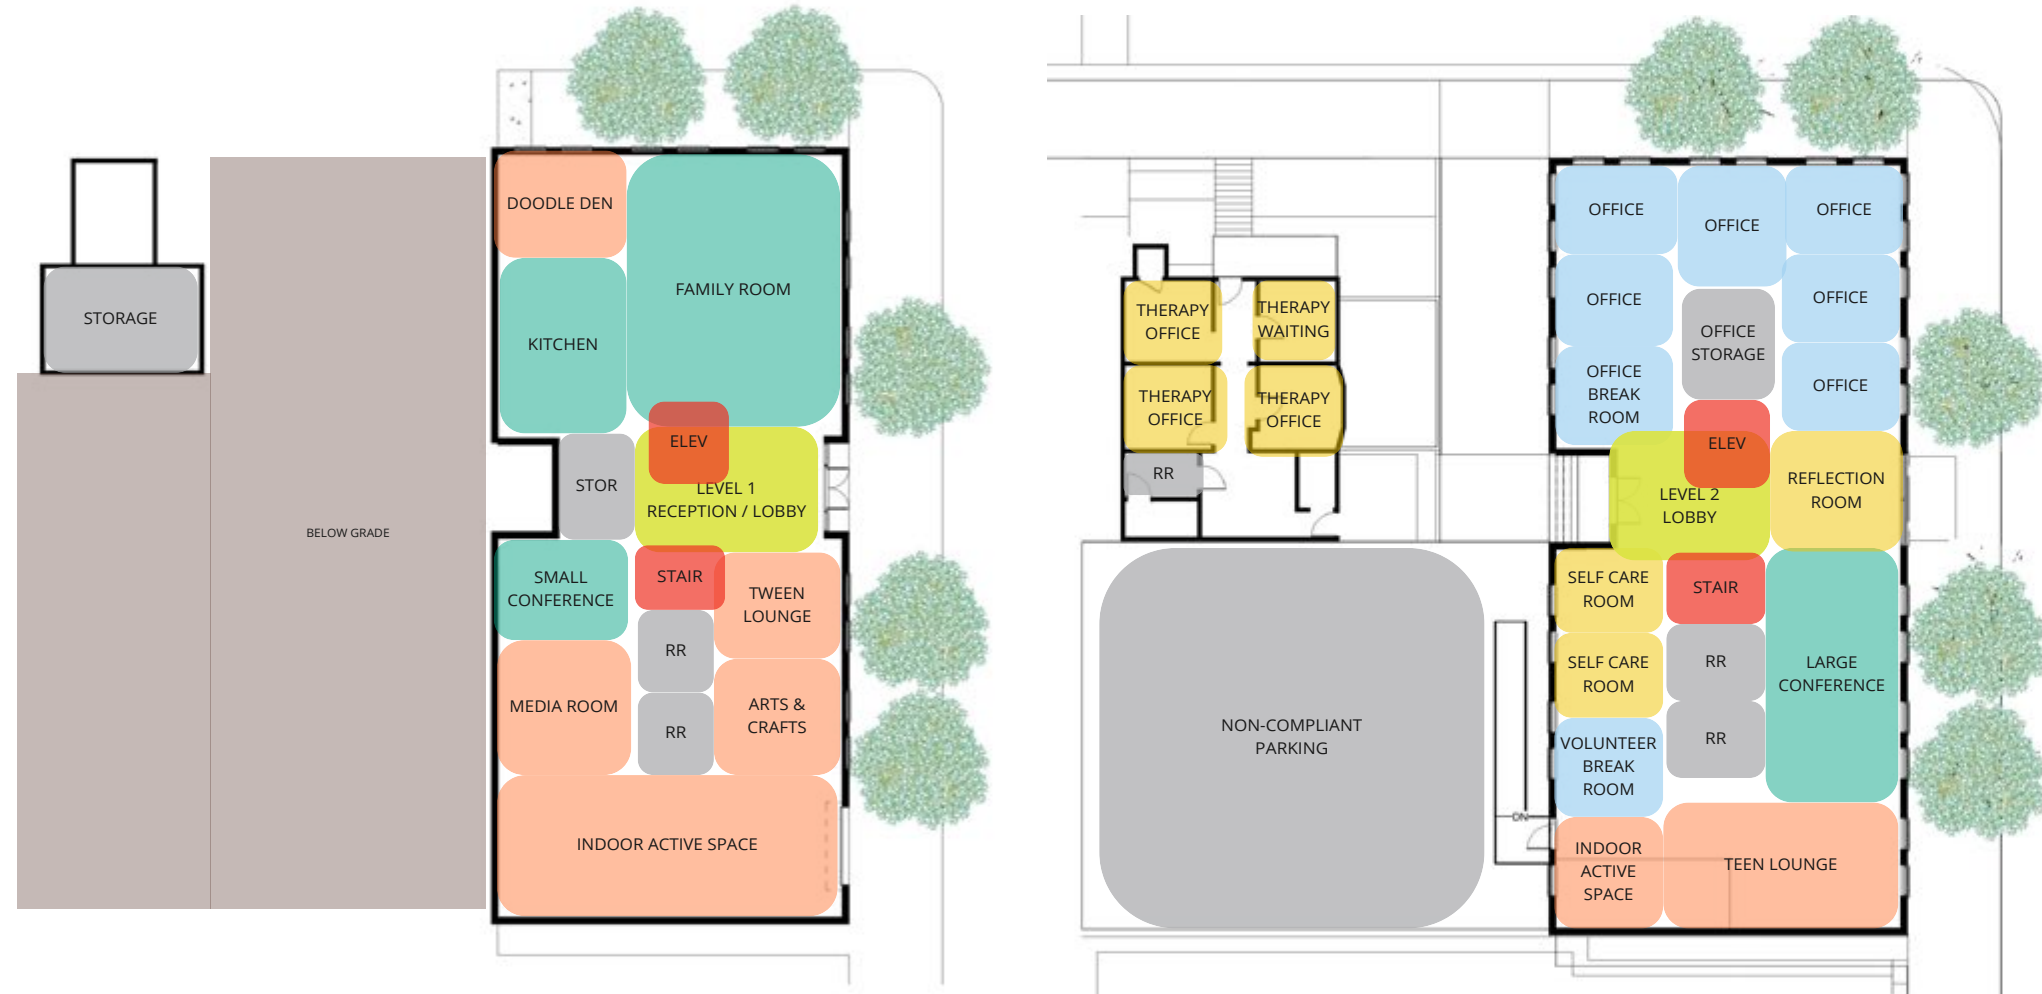 DOODLE DEN
FAMILY ROOM
KITCHEN
STORAGE
BELOW GRADE
ELEV
STOR
LEVEL 1
RECEPTION / LOBBY
SMALL
CONFERENCE
STAIR
TWEEN
LOUNGE
RR
MEDIA ROOM
RR
ARTS &
CRAFTS
INDOOR ACTIVE SPACE
THERAPY
OFFICE
THERAPY
WAITING
THERAPY
OFFICE
THERAPY
OFFICE
RR
NON-COMPLIANT
PARKING
DN
OFFICE
OFFICE
OFFICE
OFFICE
OFFICE
STORAGE
OFFICE
OFFICE
BREAK
ROOM
OFFICE
ELEV
LEVEL 2
LOBBY
REFLECTION
ROOM
SELF CARE
ROOM
STAIR
SELF CARE
ROOM
RR
LARGE
CONFERENCE
RR
VOLUNTEER
BREAK
ROOM
INDOOR
ACTIVE
SPACE
TEEN LOUNGE